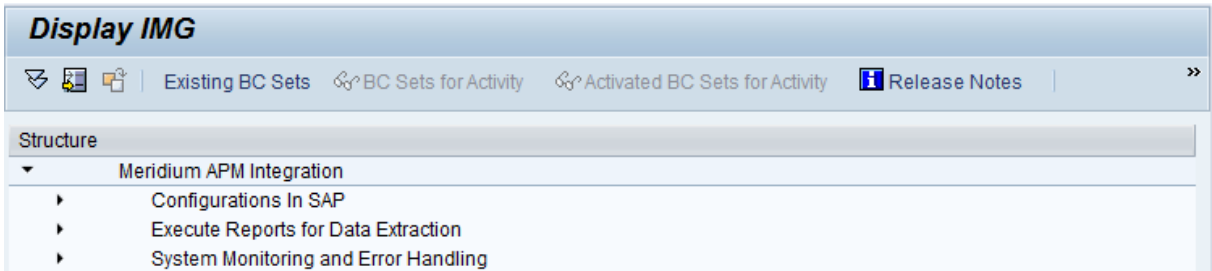 Display IMG
Existing BC Sets BC Sets for Activity Activated BC Sets for Activity Release Notes
Structure
Meridium APM Integration
Configurations In SAP
Execute Reports for Data Extraction
System Monitoring and Error Handling